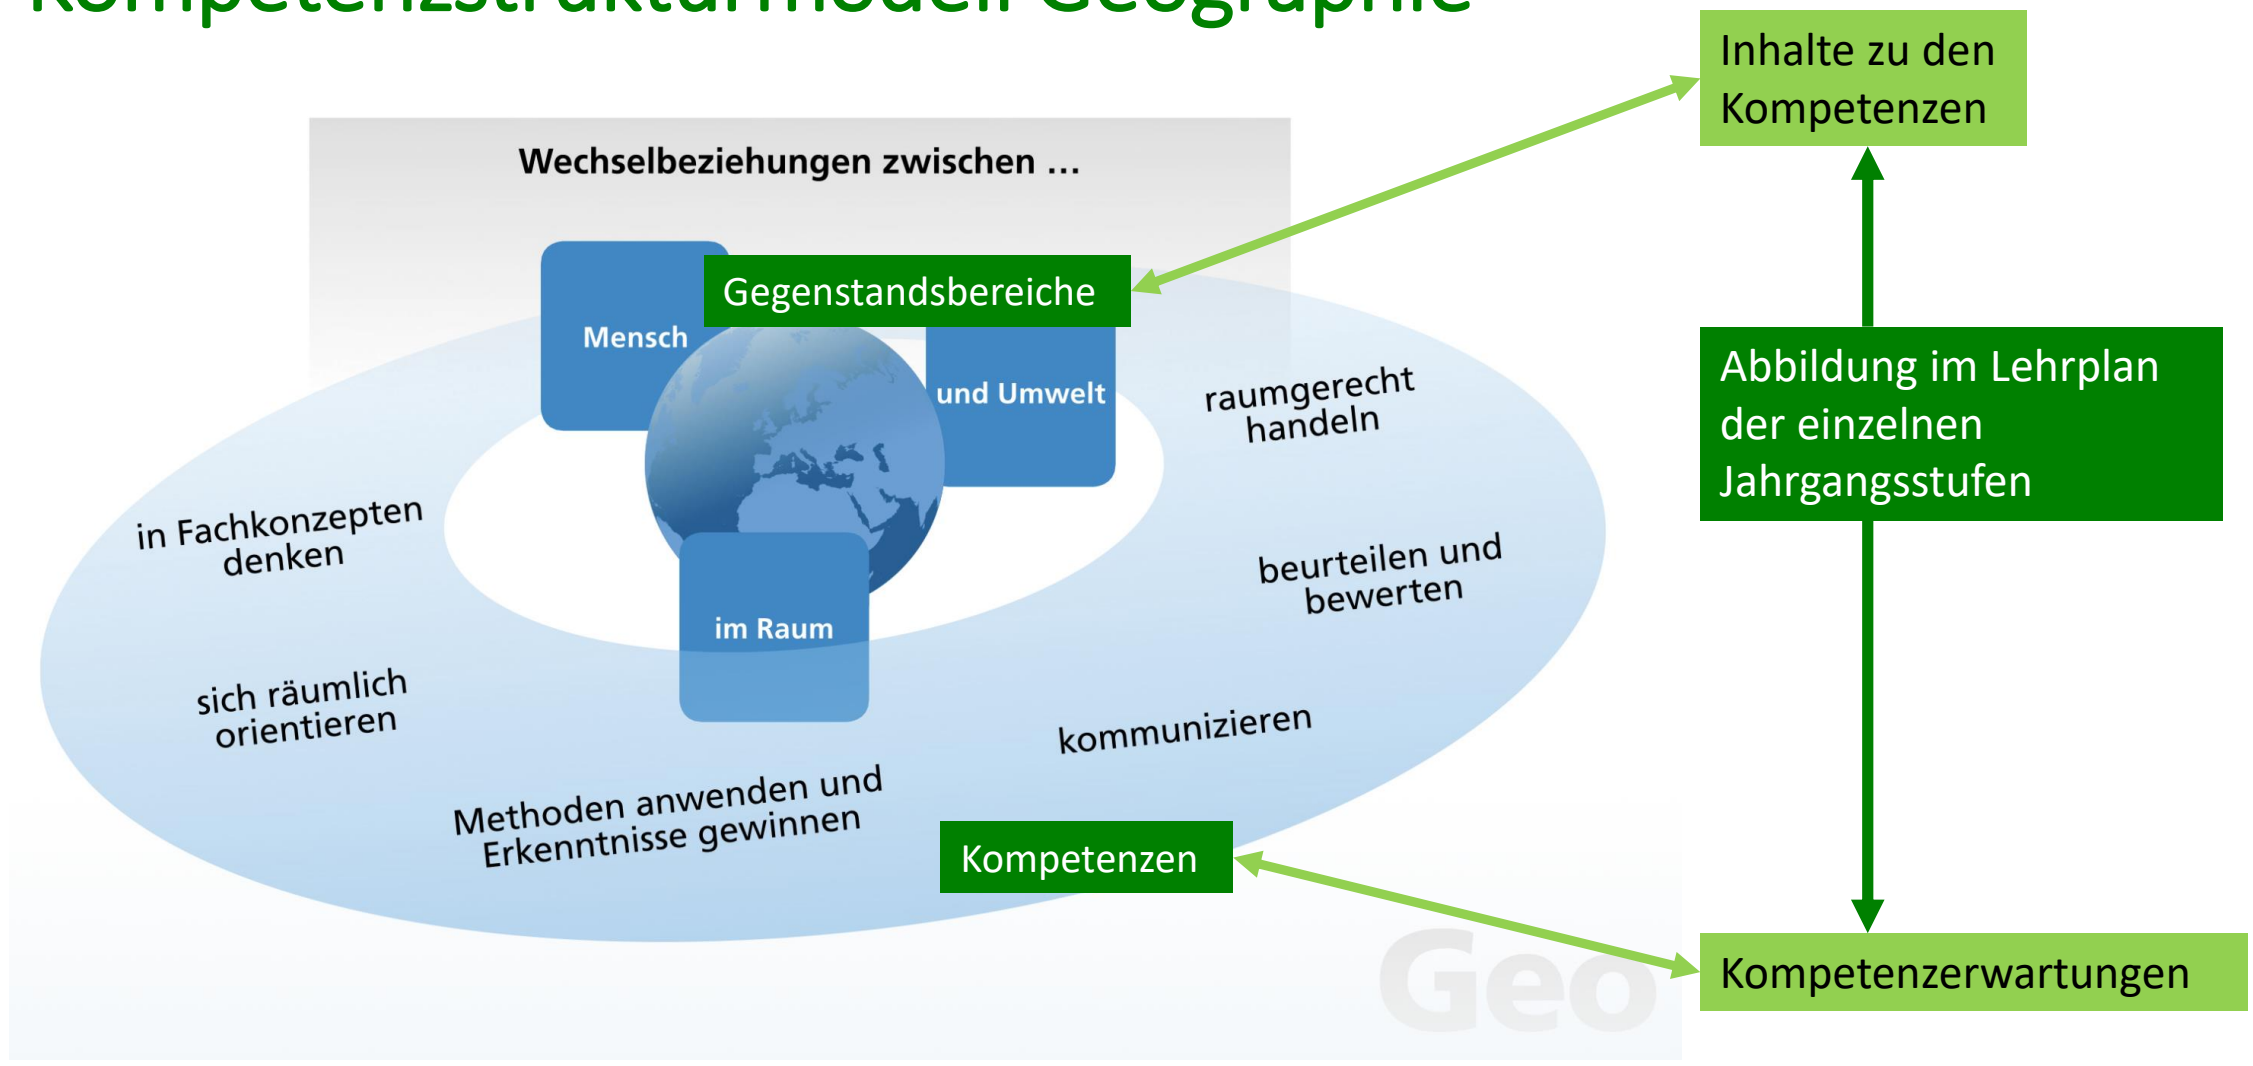 Kompetenzstrukturmodell Geographie
Inhalte zu den
Kompetenzen
Wechselbeziehungen zwischen ...
Gegenstandsbereiche
Mensch
und Umwelt
im Raum
Abbildung im Lehrplan
der einzelnen
Jahrgangsstufen
raumgerecht
handeln
in Fachkonzepten
denken
beurteilen und
bewerten
sich räumlich
orientieren
kommunizieren
Methoden anwenden und
Erkenntnisse gewinnen
Kompetenzen
Kompetenzerwartungen
Geo